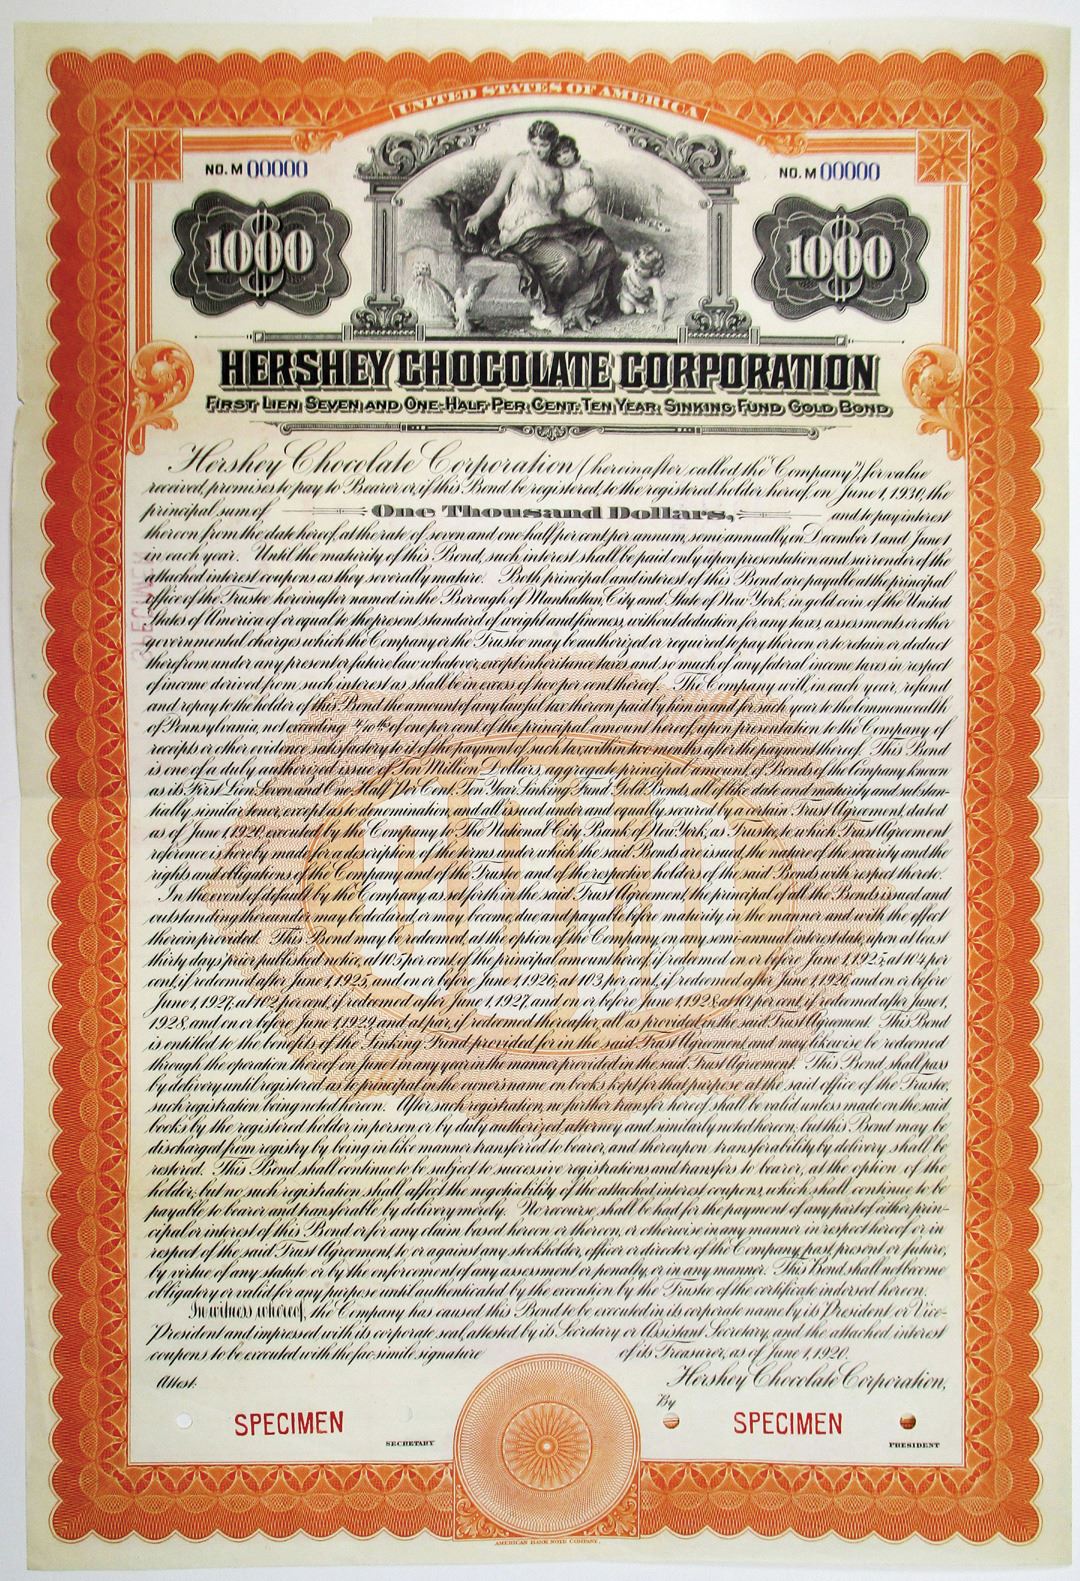 UNITED STATES OF AMERICA
NO. M 00000
NO. M 00000
1000
1000
HERSHEY CHOCOLATE CORPORATION
FIRST LIEN SEVEN AND ONE-HALF PER CENT. TEN YEAR SINKING FUND GOLD BOND
Hershey Chocolate Corporation (hereinafter called the "Company"), for value
received, promises to pay to Bearer or, if this Bond be registered, to the registered holder hereof, on June 1, 1930, the
principal sum of One Thousand Dollars, and to pay interest
thereon from the date hereof, at the rate of seven and one half per cent per annum, semi-annually, on December 1 and June 1
in each year. Until the maturity of this Bond, such interest shall be paid only upon presentation and surrender of the
attached interest coupons as they severally mature. Both principal and interest of this Bond are payable at the principal
office of the Trustee hereinafter named in the Borough of Manhattan, City and State of New York, in gold coin of the United
States of America of or equal to the present standard of weight and fineness, without deduction for any taxes, assessments or other
governmental charges which the Company or the Trustee may be authorized or required to pay thereon or to retain or deduct
therefrom under any present or future law whatever, except inheritance taxes and so much of any federal income taxes in respect
of income derived from such interest as shall be in excess of two per cent. thereof. The Company will, in each year, refund
and repay to the holder of this Bond the amount of any lawful tax thereon paid by him in and for such year to the Commonwealth
of Pennsylvania, not exceeding 4/10ths of one per cent of the principal amount hereof, upon presentation to the Company of
receipts or other evidence satisfactory to it of the payment of such tax, within two months after the payment thereof. This Bond
is one of a duly authorized issue of Ten Million Dollars, aggregate principal amount, of Bonds of the Company known
as its First Lien Seven and One-Half Per Cent. Ten Year Sinking Fund Gold Bonds, all of like date and maturity and substan-
tially similar tenor, except as to denomination, and all issued under and equally secured by a certain Trust Agreement, dated
as of June 1, 1920, executed by the Company to The National City Bank of New York, as Trustee, to which Trust Agreement
reference is hereby made for a description of the terms under which the said Bonds are issued, the nature of the security and the
rights and obligations of the Company and of the Trustee and of the respective holders of the said Bonds with respect thereto.
In the event of default by the Company as set forth in the said Trust Agreement, the principal of all the Bonds issued and
outstanding thereunder may be declared, or may become, due and payable before maturity in the manner and with the effect
therein provided. This Bond may be redeemed, at the option of the Company, on any semi-annual interest date, upon at least
thirty days prior published notice, at 105 per cent. of the principal amount hereof, if redeemed on or before June 1, 1925, at 104 per
cent, if redeemed after June 1, 1925, and on or before June 1, 1926, at 103 per cent, if redeemed after June 1, 1926, and on or before
June 1, 1927, at 102 per cent, if redeemed after June 1, 1927, and on or before June 1, 1928, at 101 per cent, if redeemed after June 1,
1928, and on or before June 1, 1929, and at par, if redeemed thereafter, all as provided in the said Trust Agreement. This Bond
is entitled to the benefits of the Sinking Fund provided for in the said Trust Agreement and may likewise be redeemed
through the operation thereof on June 1 in any year in the manner provided in the said Trust Agreement. This Bond shall pass
by delivery until registered as to principal in the owner's name on books kept for that purpose at the said office of the Trustee,
such registration being noted hereon. After such registration, no further transfer hereof shall be valid unless made on the said
books by the registered holder in person or by duly authorized attorney and similarly noted hereon; but this Bond may be
discharged from registry by being in like manner transferred to bearer, and thereupon transferability by delivery shall be
restored. This Bond shall continue to be subject to successive registrations and transfers to bearer, at the option of the
holder; but no such registration shall affect the negotiability of the attached interest coupons, which shall continue to be
payable to bearer and transferable by delivery merely. No recourse shall be had for the payment of any part of either prin-
cipal or interest of this Bond or for any claim based hereon or thereon, or otherwise in any manner in respect hereof or in
respect of the said Trust Agreement, to or against any stockholder, officer or director of the Company, past, present or future,
by virtue of any statute or by the enforcement of any assessment or penalty, or in any manner. This Bond shall not become
obligatory or valid for any purpose until authenticated by the execution by the Trustee of the certificate indorsed hereon.
In witness whereof, the Company has caused this Bond to be executed in its corporate name by its President or Vice-
President and impressed with its corporate seal, attested by its Secretary or Assistant Secretary, and the attached interest
coupons to be executed with the fac-simile signature of its Treasurer, as of June 1, 1920.
Attest:
Hershey Chocolate Corporation,
By
SPECIMEN
SPECIMEN
SECRETARY
PRESIDENT
AMERICAN BANK NOTE COMPANY.